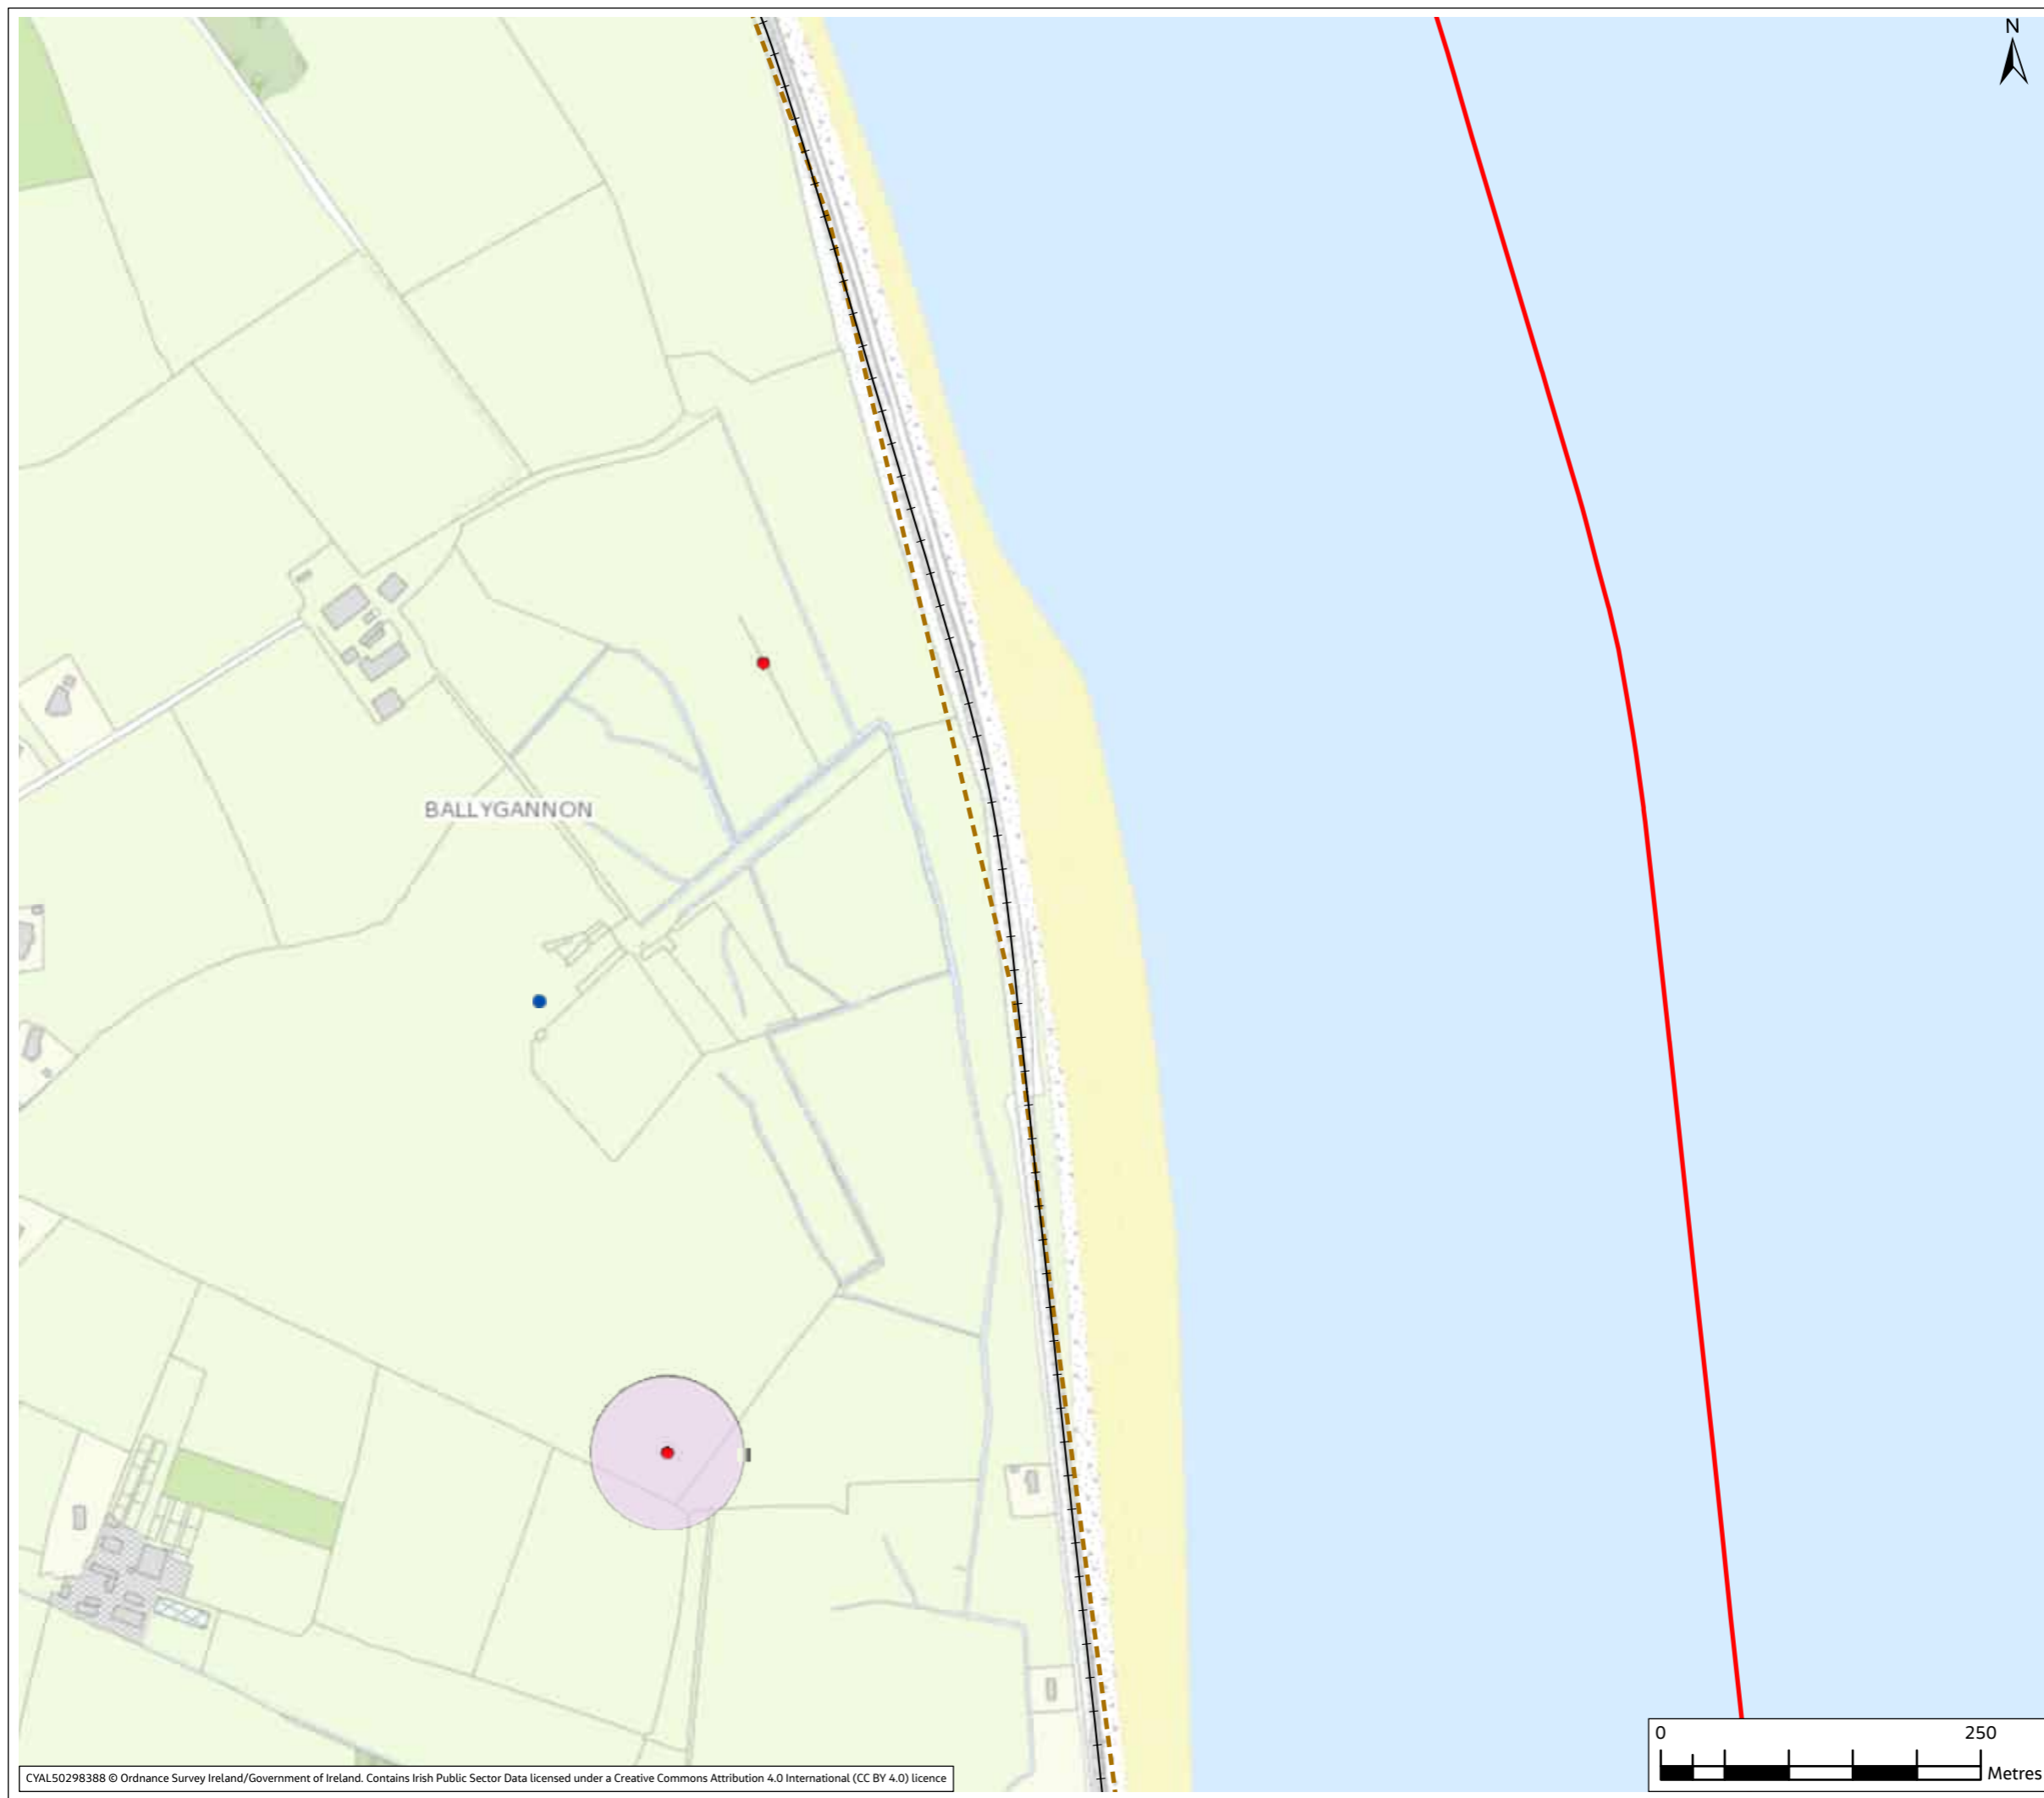 N
BALLYGANNON
0 250
Metres
CYAL50298388 © Ordnance Survey Ireland/Government of Ireland. Contains Irish Public Sector Data licensed under a Creative Commons Attribution 4.0 International (CC BY 4.0) licence